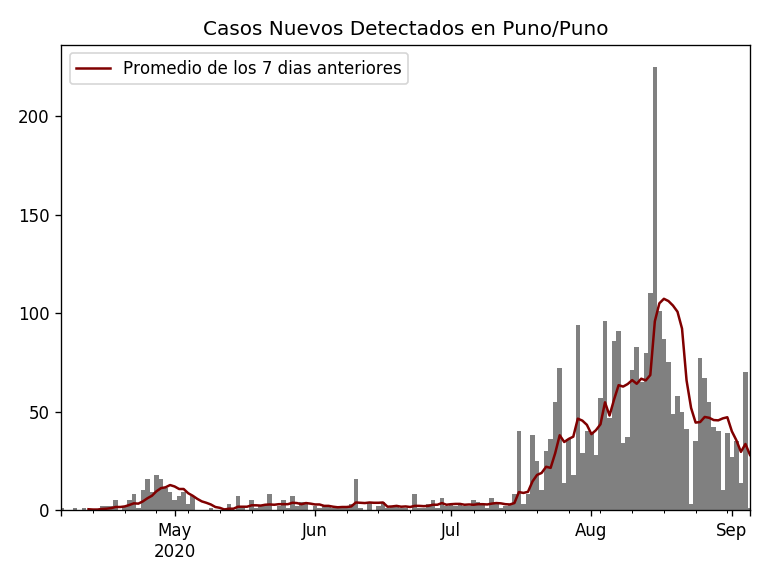 Casos Nuevos Detectados en Puno/Puno
Promedio de los 7 dias anteriores
200
150
100
50
0
May Jun Jul Aug Sep
2020